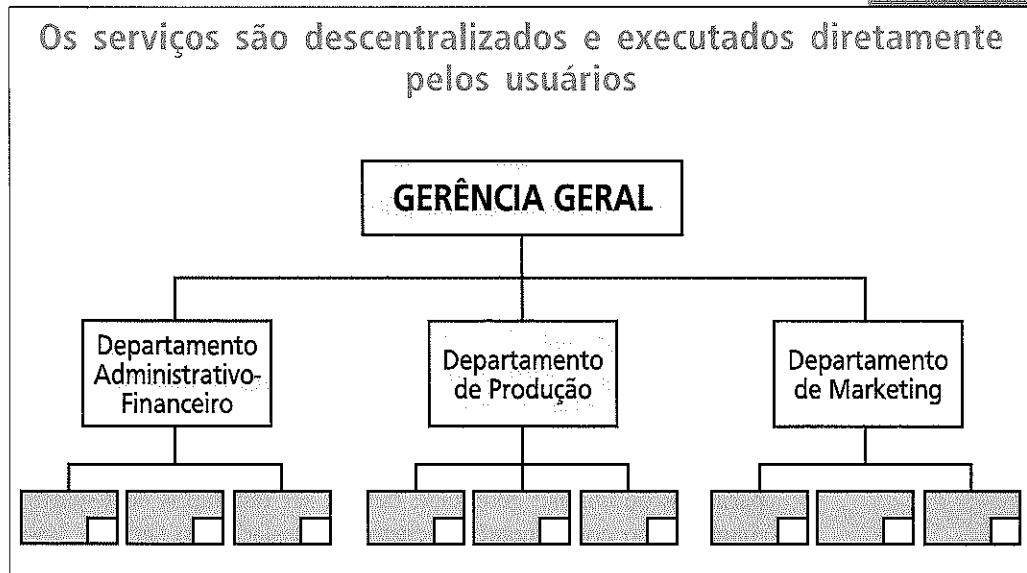 Os serviços são descentralizados e executados diretamente
pelos usuários
GERÊNCIA GERAL
Departamento
Administrativo-
Financeiro
Departamento
de Produção
Departamento
de Marketing